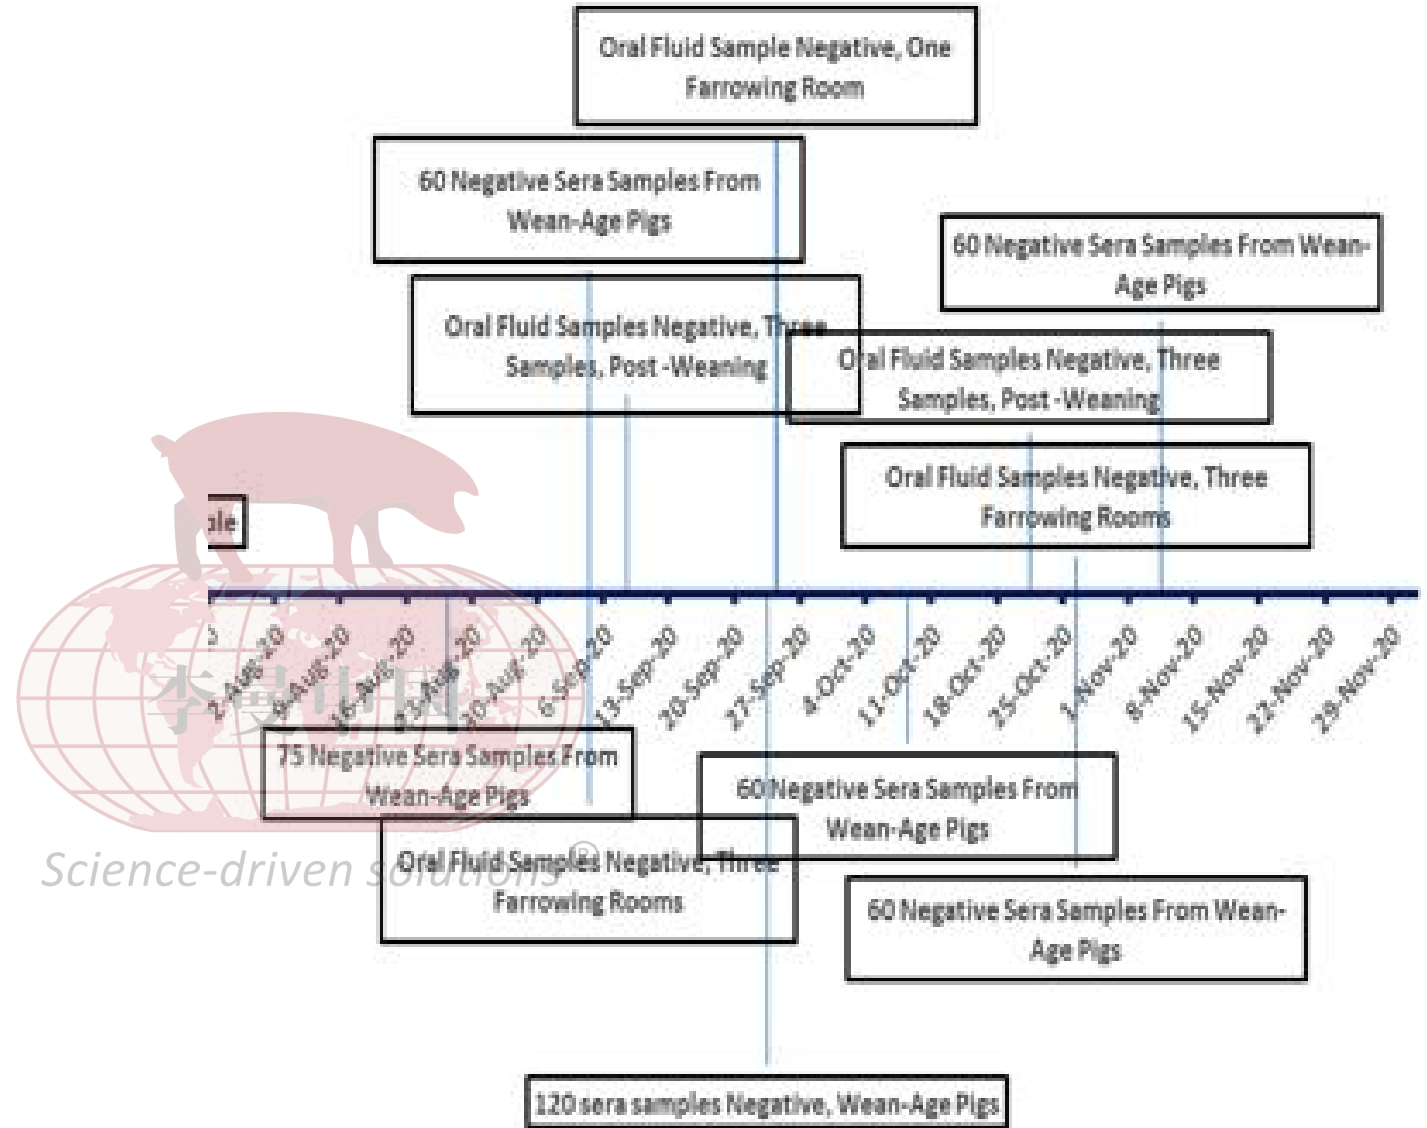 Oral Fluid Sample Negative, One
Farrowing Room
60 Negative Sera Samples From
Wean-Age Pigs
60 Negative Sera Samples From Wean-
Age Pigs
Oral Fluid Samples Negative, Three
Samples, Post -Weaning
Oral Fluid Samples Negative, Three
Samples, Post -Weaning
Oral Fluid Samples Negative, Three
Farrowing Rooms
2-Aug-20
9-Aug-20
16-Aug-20
23-Aug-20
30-Aug-20
6-Sep-20
13-Sep-20
20-Sep-20
27-Sep-20
4-Oct-20
11-Oct-20
18-Oct-20
25-Oct-20
1-Nov-20
8-Nov-20
15-Nov-20
22-Nov-20
29-Nov-20
李曼中国
75 Negative Sera Samples From
Wean-Age Pigs
60 Negative Sera Samples From
Wean-Age Pigs
Science-driven solutions®
Oral Fluid Samples Negative, Three
Farrowing Rooms
60 Negative Sera Samples From Wean-
Age Pigs
120 sera samples Negative, Wean-Age Pigs